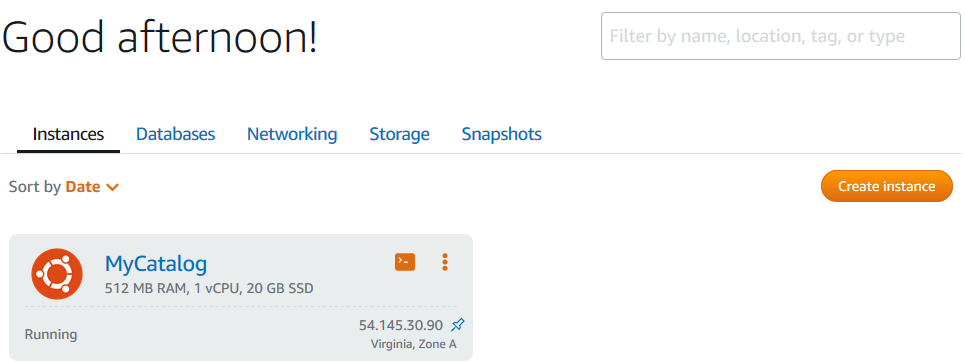 Good afternoon!
Filter by name, location, tag, or type
Instances Databases Networking Storage Snapshots
Sort by Date
Create instance
MyCatalog
512 MB RAM, 1 vCPU, 20 GB SSD
Running
54.145.30.90
Virginia, Zone A